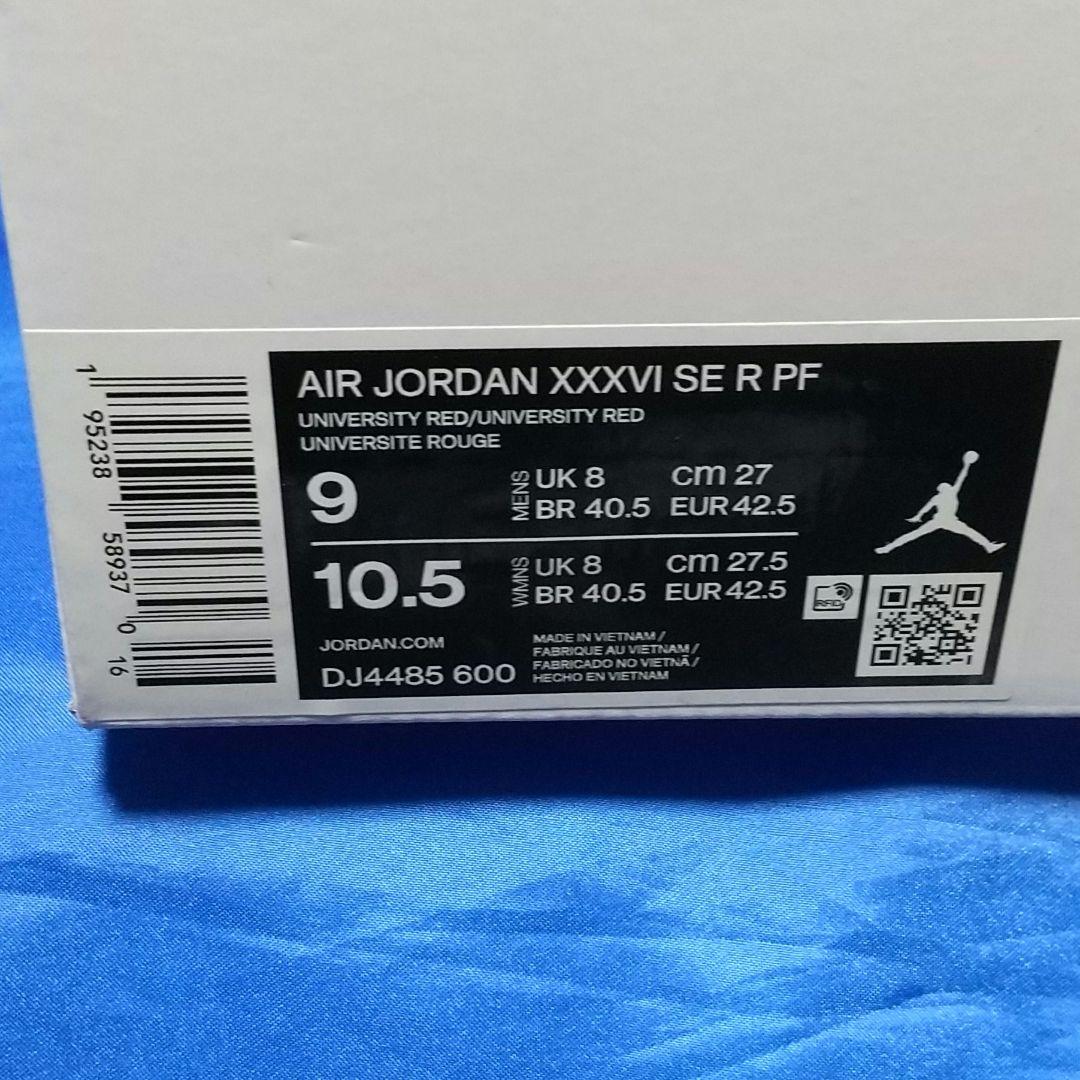 AIR JORDAN XXXVI SE R PF
UNIVERSITY RED/UNIVERSITY RED
UNIVERSITE ROUGE
9
MENS
UK 8 cm 27
BR 40.5 EUR 42.5
10.5
WMNS
UK 8 cm 27.5
BR 40.5 EUR 42.5
JORDAN.COM
DJ4485 600
MADE IN VIETNAM /
FABRIQUE AU VIETNAM /
FABRICADO NO VIETNÃ /
HECHO EN VIETNAM
RFID
1 95238 58937 0 16